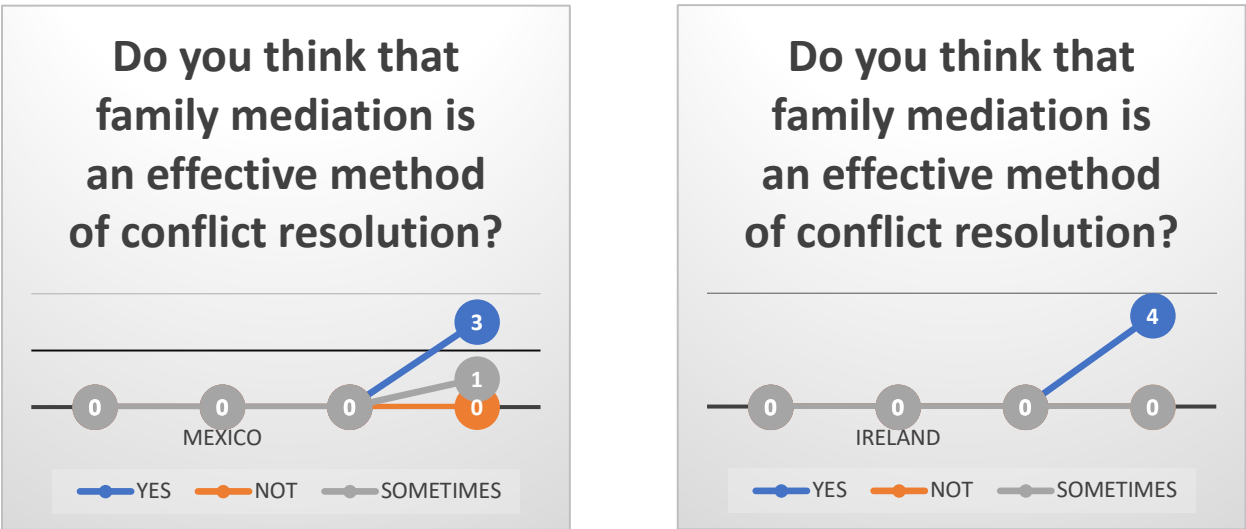 Do you think that
family mediation is
an effective method
of conflict resolution?
3
1
0 0 0 0
MEXICO
YES NOT SOMETIMES
Do you think that
family mediation is
an effective method
of conflict resolution?
4
0 0 0 0
IRELAND
YES NOT SOMETIMES